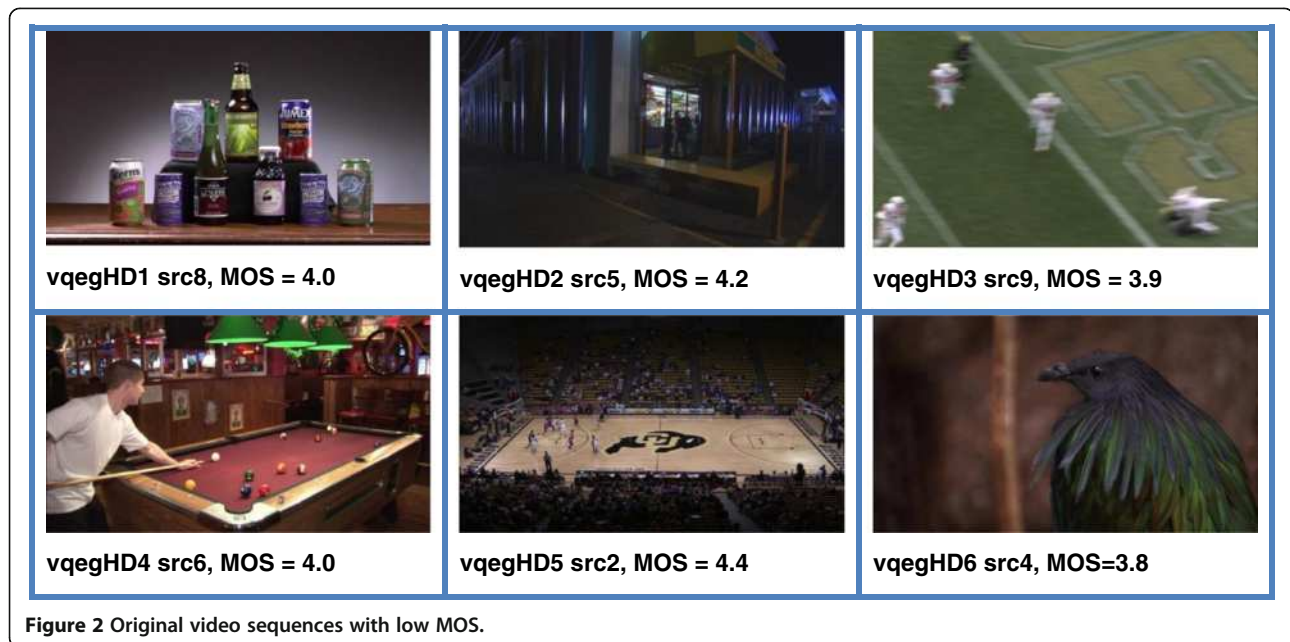 vqegHD1 src8, MOS = 4.0
vqegHD2 src5, MOS = 4.2
vqegHD3 src9, MOS = 3.9
vqegHD4 src6, MOS = 4.0
vqegHD5 src2, MOS = 4.4
vqegHD6 src4, MOS=3.8
Figure 2 Original video sequences with low MOS.